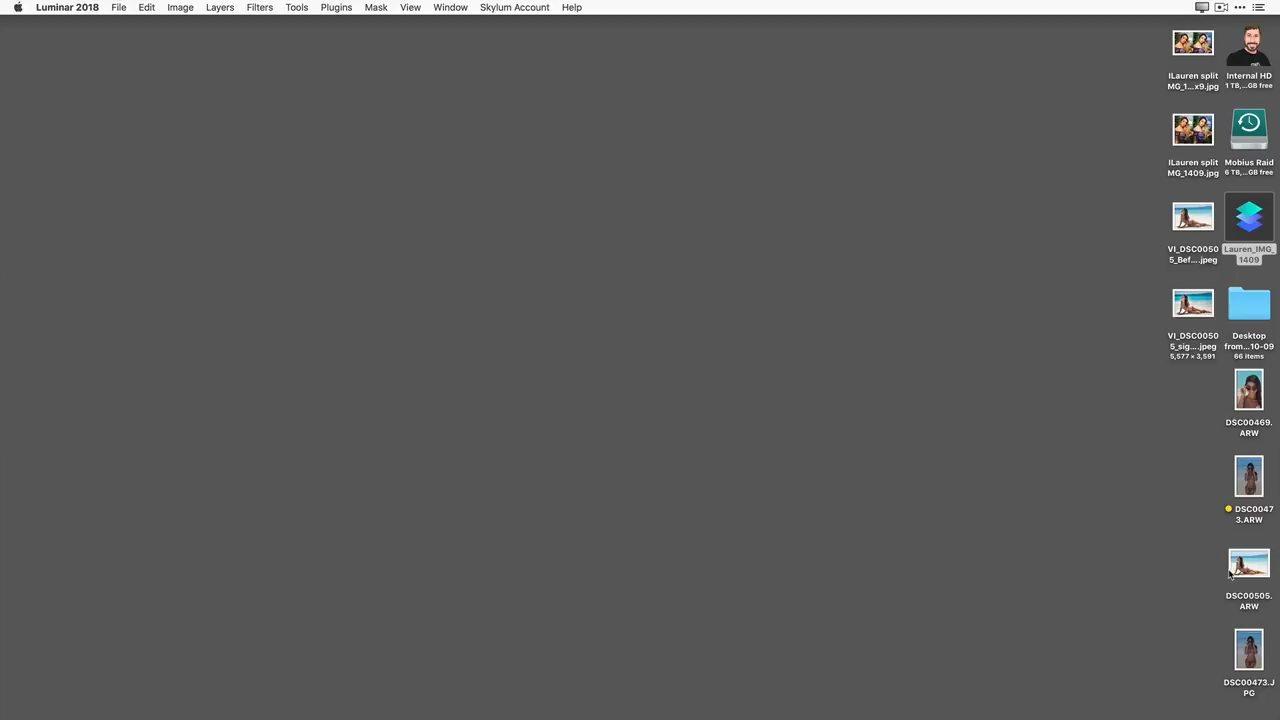 Luminar 2018 File Edit Image Layers Filters Tools Plugins Mask View Window Skylum Account Help
ILauren split
MG_1...x9.jpg
Internal HD
1 TB,...GB free
ILauren split
MG_1409.jpg
Mobius Raid
6 TB,...GB free
VI_DSC0050
5_Bef....jpeg
Lauren_IMG_
1409
VI_DSC0050
5_sig....jpeg
5,577 × 3,591
Desktop
from...10-09
66 items
DSC00469.
ARW
DSC0047
3.ARW
DSC00505.
ARW
DSC00473.J
PG